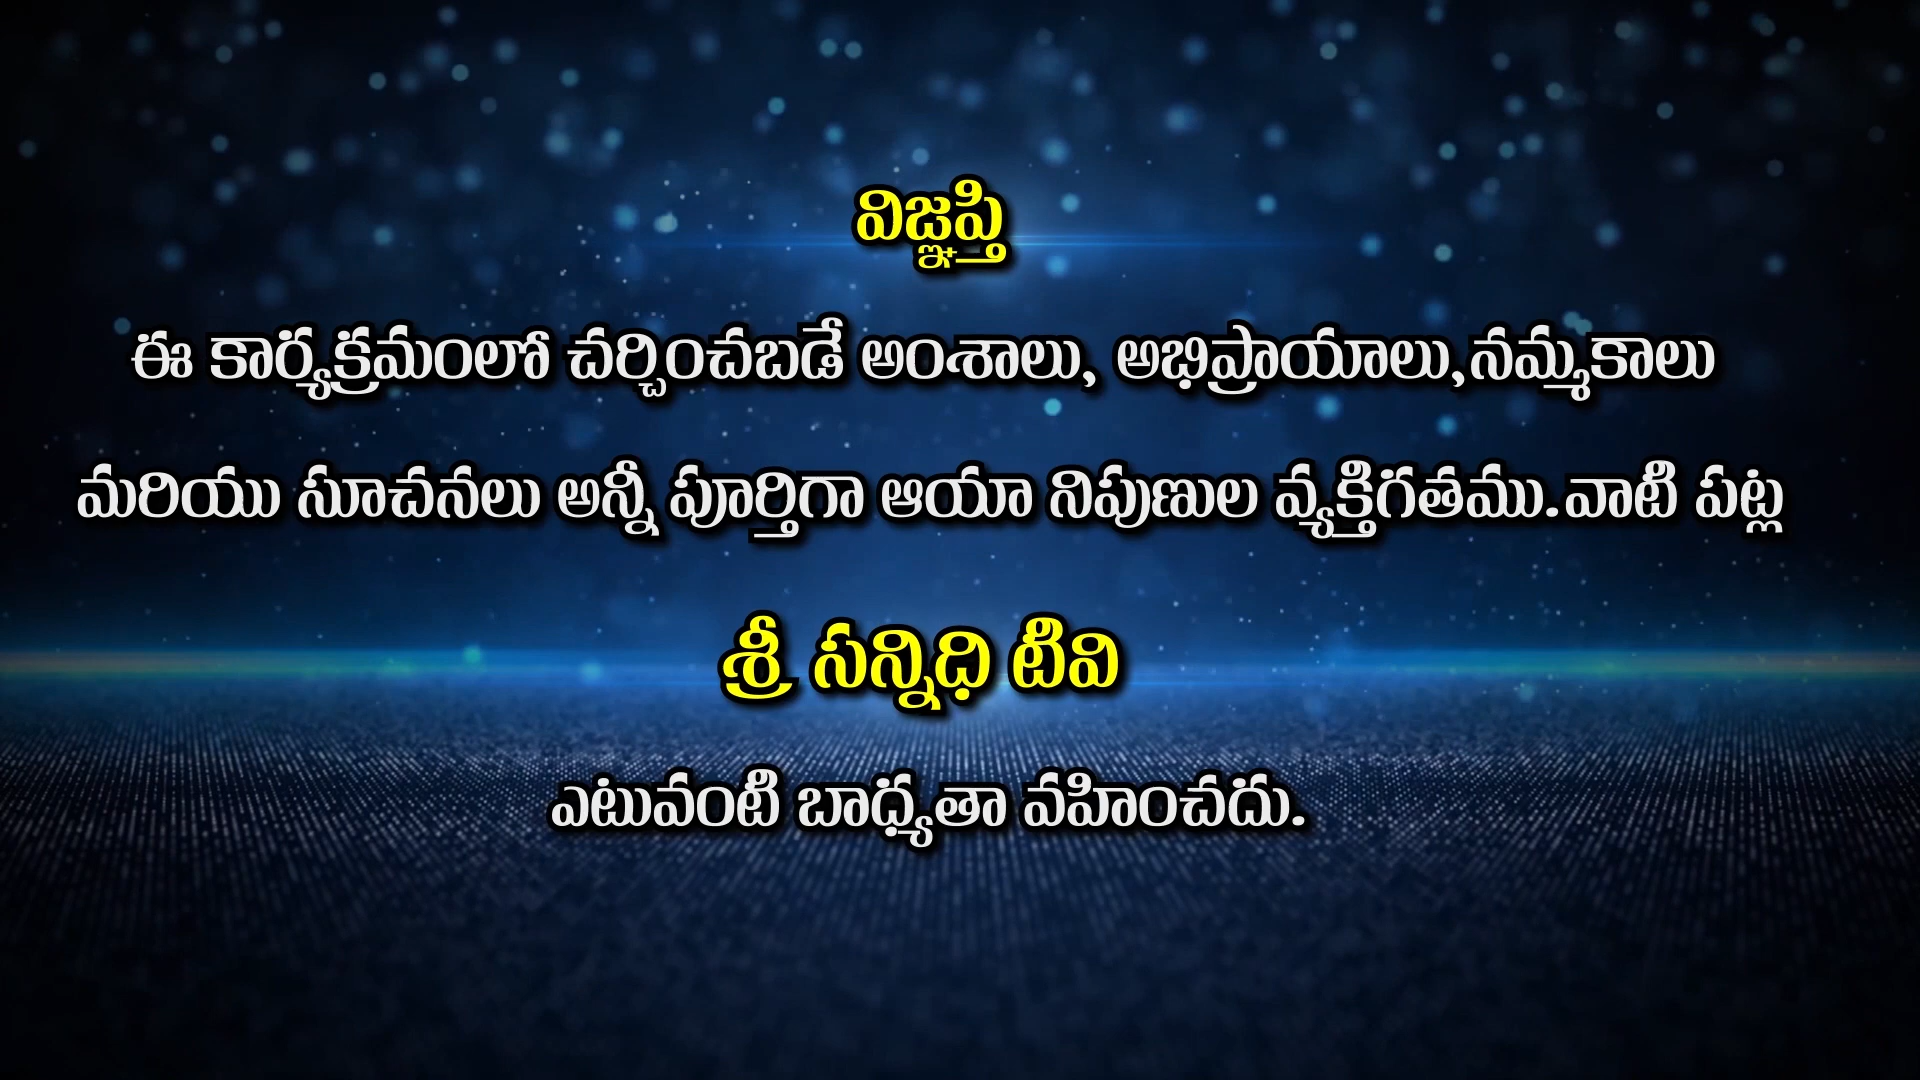 విజ్ఞప్తి
ఈ కార్యక్రమంలో చర్చించబడే అంశాలు, అభిప్రాయాలు,నమ్మకాలు
మరియు సూచనలు అన్నీ పూర్తిగా ఆయా నిపుణుల వ్యక్తిగతము.వాటి పట్ల
శ్రీ సన్నిధి టీవి
ఎటువంటి బాధ్యతా వహించదు.